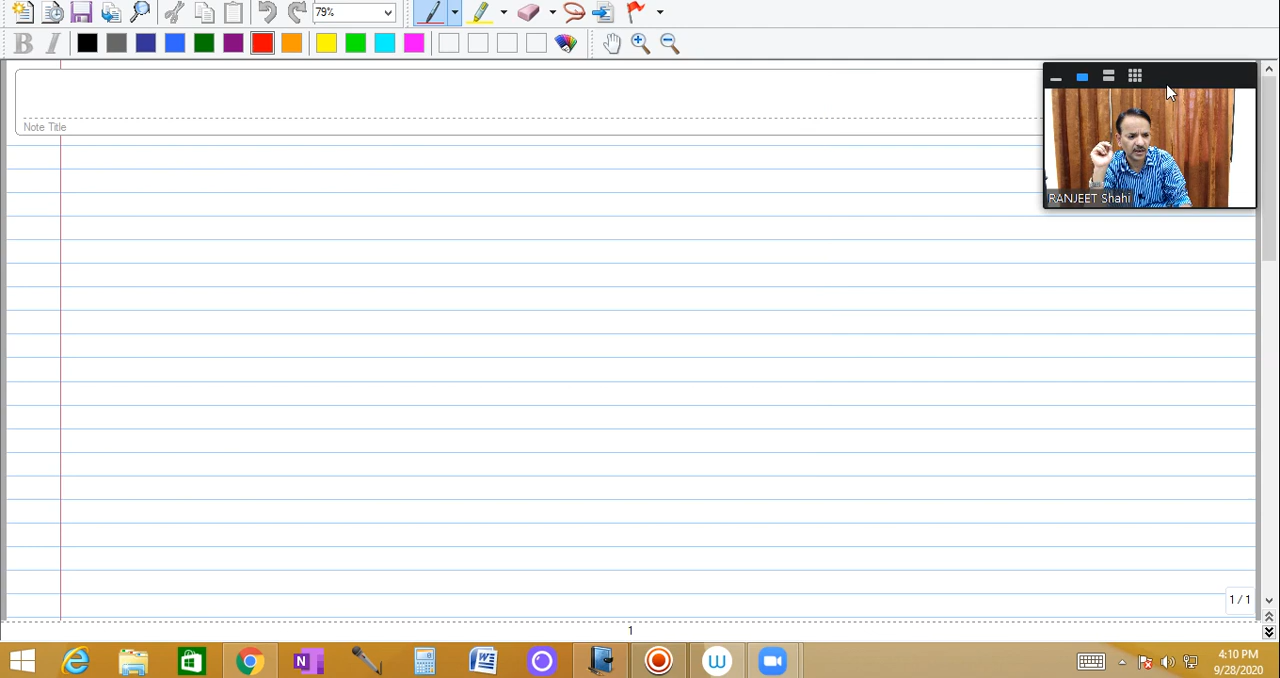 79%
B I
Note Title
RANJEET Shahi
1 / 1
1
4:10 PM
9/28/2020